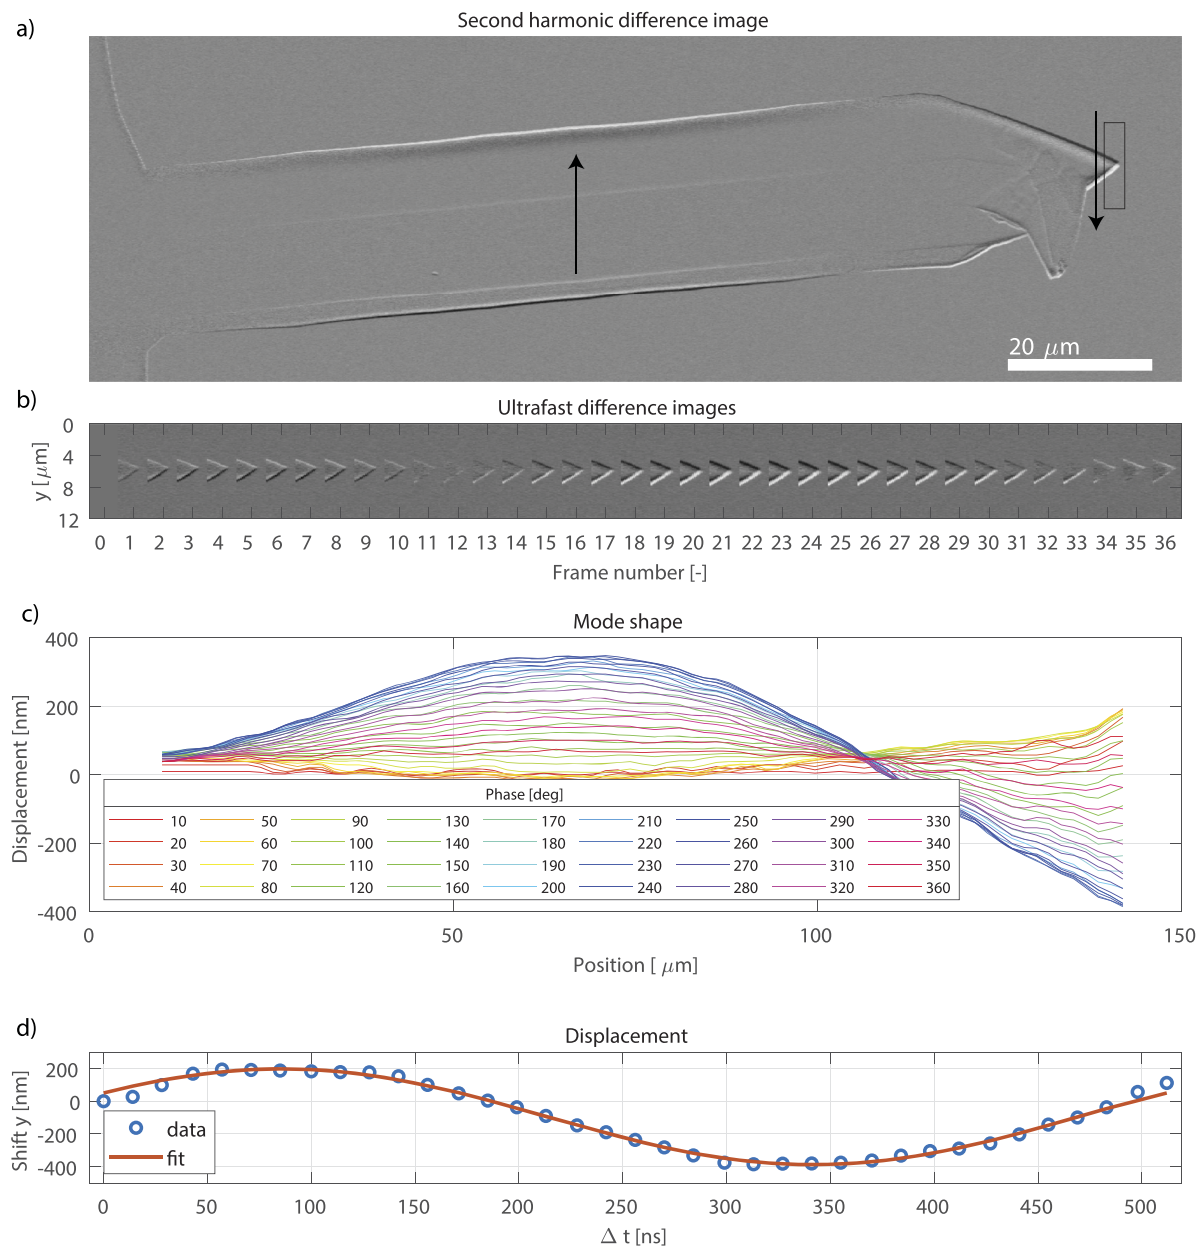 a)
Second harmonic difference image
20 μm
b)
Ultrafast difference images
0
4
8
12
y [μm]
0 1 2 3 4 5 6 7 8 9 10 11 12 13 14 15 16 17 18 19 20 21 22 23 24 25 26 27 28 29 30 31 32 33 34 35 36
Frame number [-]
c)
Mode shape
400
200
0
-200
-400
Displacement [nm]
Phase [deg]
10 50 90 130 170 210 250 290 330
20 60 100 140 180 220 260 300 340
30 70 110 150 190 230 270 310 350
40 80 120 160 200 240 280 320 360
0 50 100 150
Position [ μm]
d)
Displacement
200
0
-200
-400
Shift y [nm]
data
fit
0 50 100 150 200 250 300 350 400 450 500
Δ t [ns]